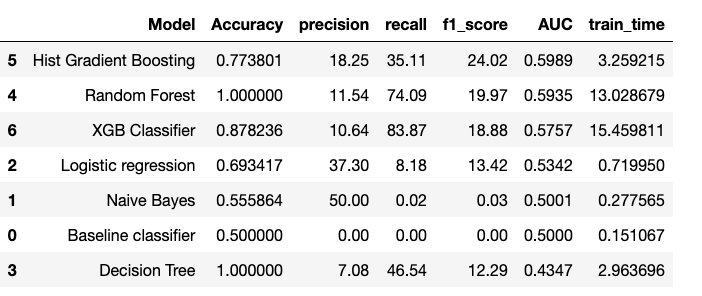 Model Accuracy precision recall f1_score AUC train_time
5 Hist Gradient Boosting 0.773801 18.25 35.11 24.02 0.5989 3.259215
4 Random Forest 1.000000 11.54 74.09 19.97 0.5935 13.028679
6 XGB Classifier 0.878236 10.64 83.87 18.88 0.5757 15.459811
2 Logistic regression 0.693417 37.30 8.18 13.42 0.5342 0.719950
1 Naive Bayes 0.555864 50.00 0.02 0.03 0.5001 0.277565
0 Baseline classifier 0.500000 0.00 0.00 0.00 0.5000 0.151067
3 Decision Tree 1.000000 7.08 46.54 12.29 0.4347 2.963696